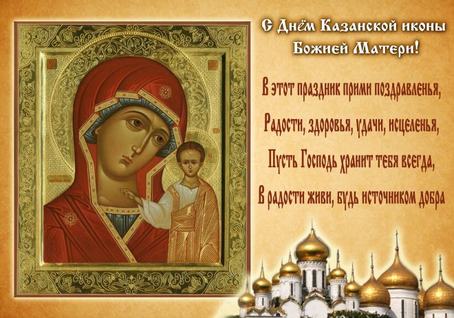 С Днём Казанской иконы
Божией Матери!
В этот праздник прими поздравленья,
Радости, здоровья, удачи, исцеленья,
Пусть Господь хранит тебя всегда,
В радости живи, будь источником добра